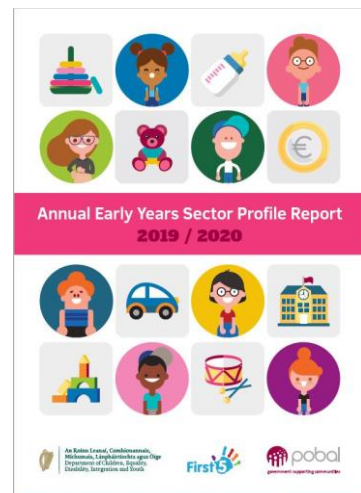 Annual Early Years Sector Profile Report
2019 / 2020
An Roinn Leanaí, Comhionannais,
Míchumais, Lánpháirtíochta agus Óige
Department of Children, Equality,
Disability, Integration and Youth
First 5
pobal
government supporting communities